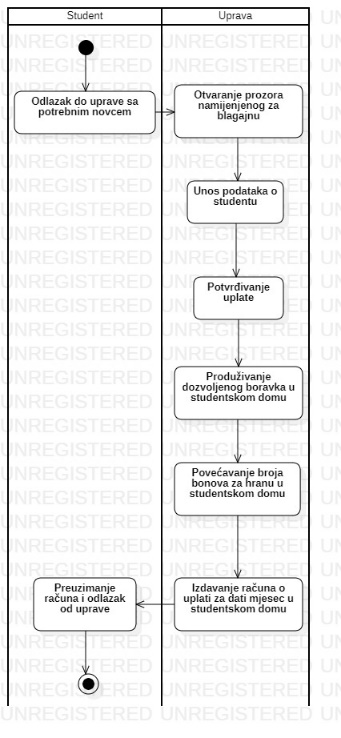 Student
Uprava
Odlazak do uprave sa
potrebnim novcem
Otvaranje prozora
namijenjenog za
blagajnu
Unos podataka o
studentu
Potvrđivanje
uplate
Produživanje
dozvoljenog boravka u
studentskom domu
Povećavanje broja
bonova za hranu u
studentskom domu
Izdavanje računa o
uplati za dati mjesec u
studentskom domu
Preuzimanje
računa i odlazak
od uprave
UNREGISTERED